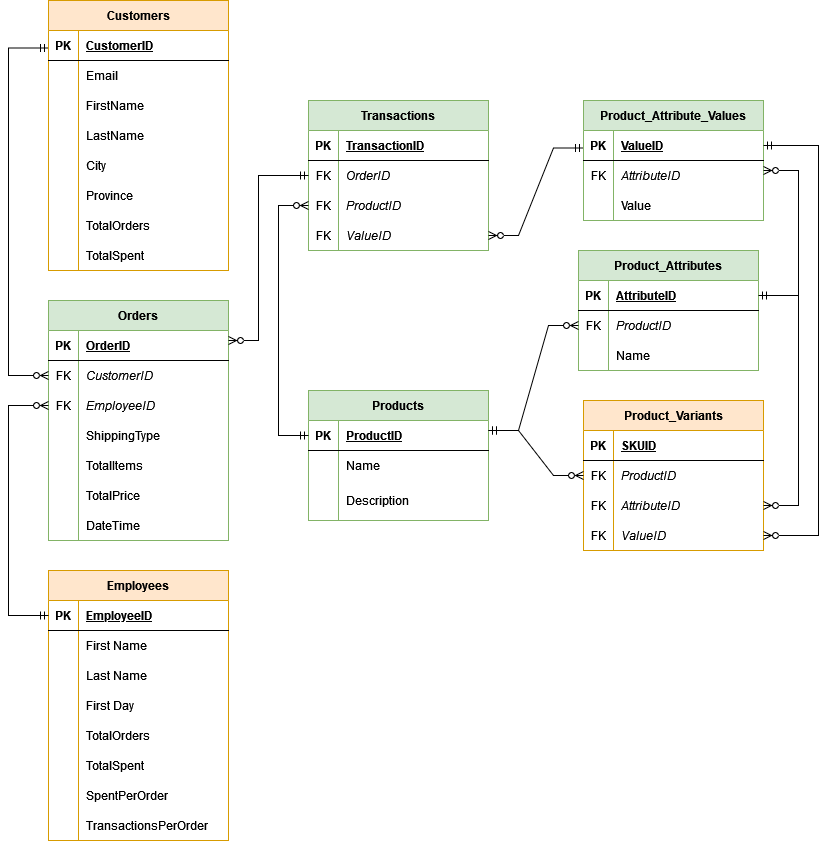 Customers
PK CustomerID
Email
FirstName
LastName
City
Province
TotalOrders
TotalSpent
Orders
PK OrderID
FK CustomerID
FK EmployeeID
ShippingType
TotalItems
TotalPrice
DateTime
Employees
PK EmployeeID
First Name
Last Name
First Day
TotalOrders
TotalSpent
SpentPerOrder
TransactionsPerOrder
Transactions
PK TransactionID
FK OrderID
FK ProductID
FK ValueID
Products
PK ProductID
Name
Description
Product_Attribute_Values
PK ValueID
FK AttributeID
Value
Product_Attributes
PK AttributeID
FK ProductID
Name
Product_Variants
PK SKUID
FK ProductID
FK AttributeID
FK ValueID